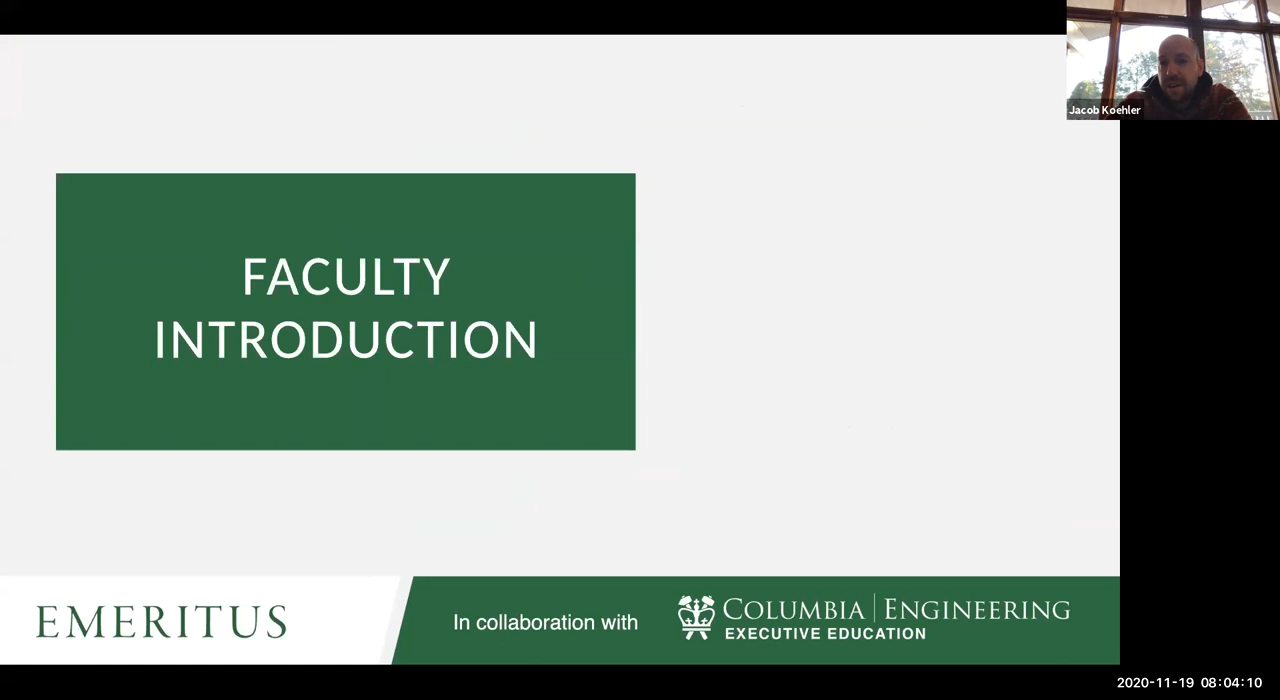 Jacob Koehler
FACULTY
INTRODUCTION
EMERITUS
In collaboration with
COLUMBIA | ENGINEERING
EXECUTIVE EDUCATION
2020-11-19 08:04:10